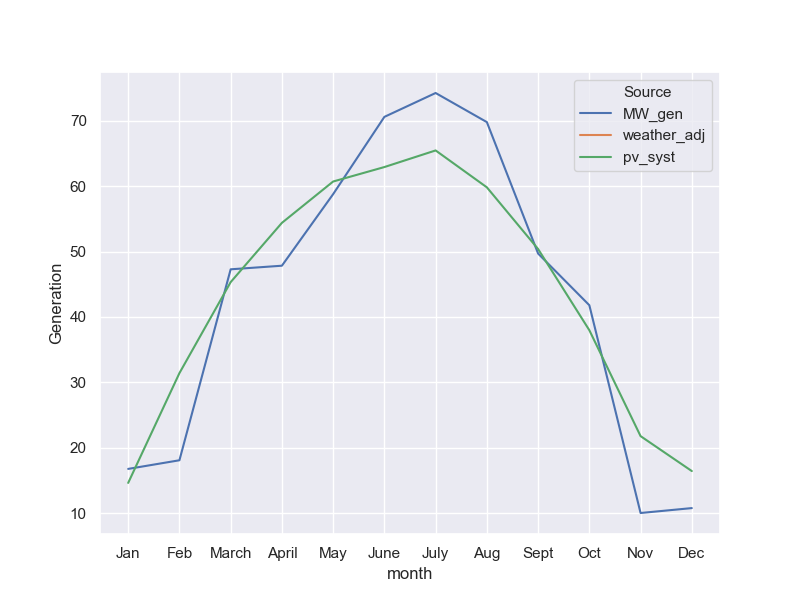 Source
MW_gen
weather_adj
pv_syst
70
60
50
40
30
20
10
Generation
Jan Feb March April May June July Aug Sept Oct Nov Dec
month